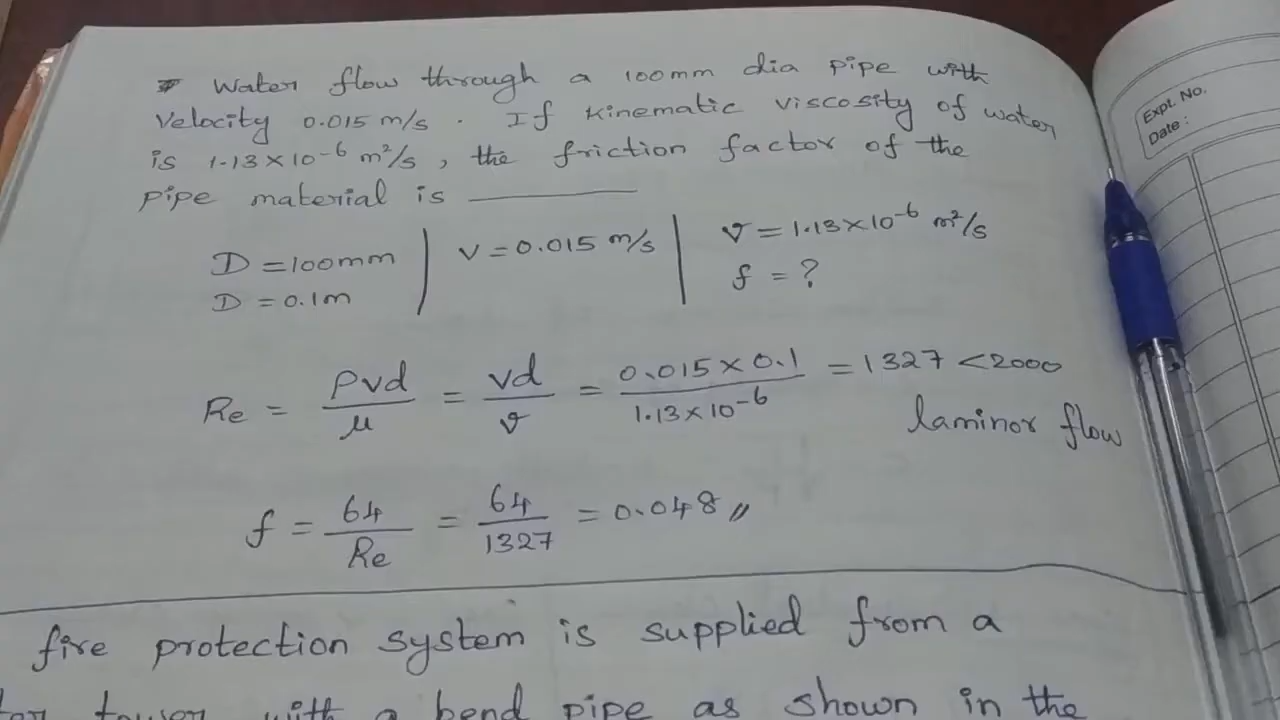 Water flow through a 100mm dia pipe with
velocity 0.015 m/s . If kinematic viscosity of water
is 1.13×10⁻⁶ m²/s, the friction factor of the
pipe material is ________
D = 100mm | V = 0.015 m/s | ν = 1.13×10⁻⁶ m²/s
D = 0.1m f = ?
Re = ρvd/μ = vd/ν = 0.015 × 0.1 / 1.13×10⁻⁶ = 1327 < 2000
laminor flow
f = 64/Re = 64/1327 = 0.048 〃
fire protection system is supplied from a
tower with a bend pipe as shown in the
Expt. No.
Date :